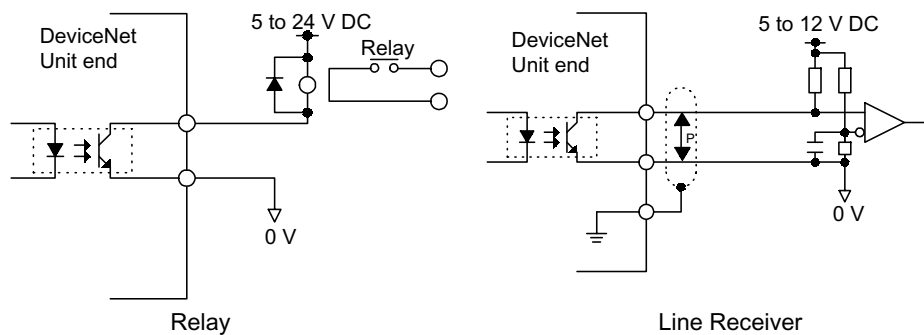 DeviceNet
Unit end
5 to 24 V DC
Relay
0 V
Relay
DeviceNet
Unit end
5 to 12 V DC
P
0 V
Line Receiver